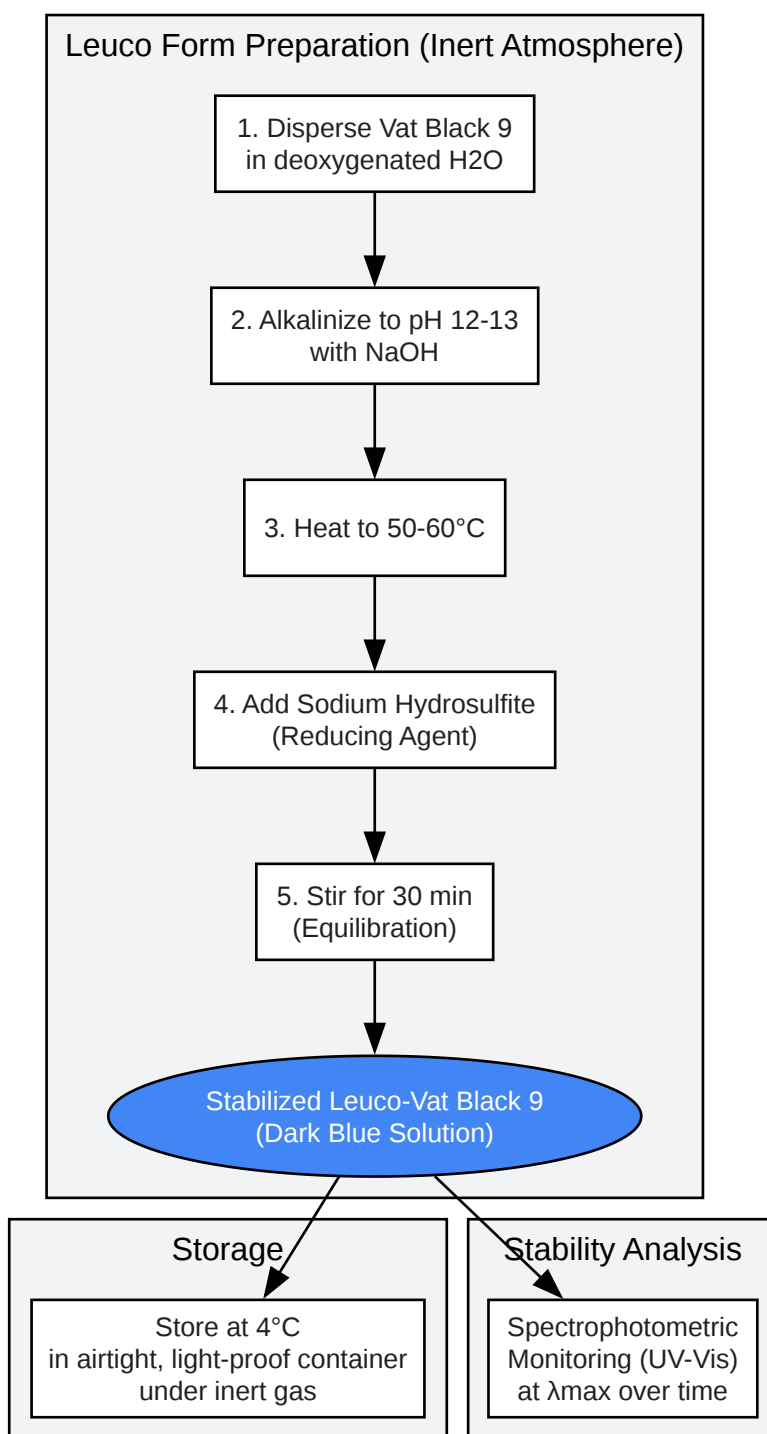 Leuco Form Preparation (Inert Atmosphere)
1. Disperse Vat Black 9
in deoxygenated H2O
2. Alkalinize to pH 12-13
with NaOH
3. Heat to 50-60°C
4. Add Sodium Hydrosulfite
(Reducing Agent)
5. Stir for 30 min
(Equilibration)
Stabilized Leuco-Vat Black 9
(Dark Blue Solution)
Storage
Store at 4°C
in airtight, light-proof container
under inert gas
Stability Analysis
Spectrophotometric
Monitoring (UV-Vis)
at λmax over time